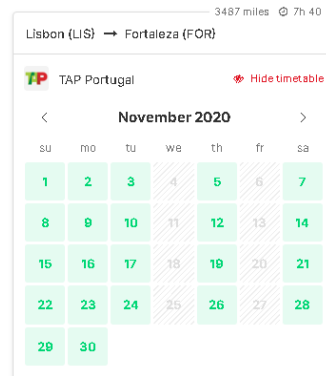 3487 miles 7h 40
Lisbon {LIS} → Fortaleza {FOR}
TAP TAP Portugal
Hide timetable
< November 2020 >
su mo tu we th fr sa
1 2 3 4 5 6 7
8 9 10 11 12 13 14
15 16 17 18 19 20 21
22 23 24 25 26 27 28
29 30